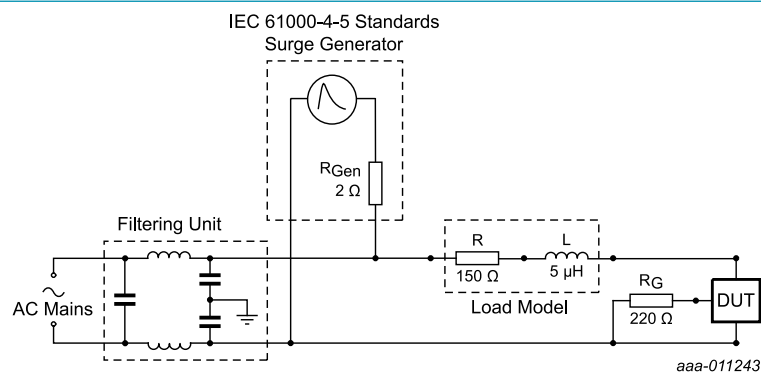 IEC 61000-4-5 Standards
Surge Generator
RGen
2 Ω
Filtering Unit
R
L
150 Ω
5 μH
RG
DUT
AC Mains
Load Model
220 Ω
aaa-011243